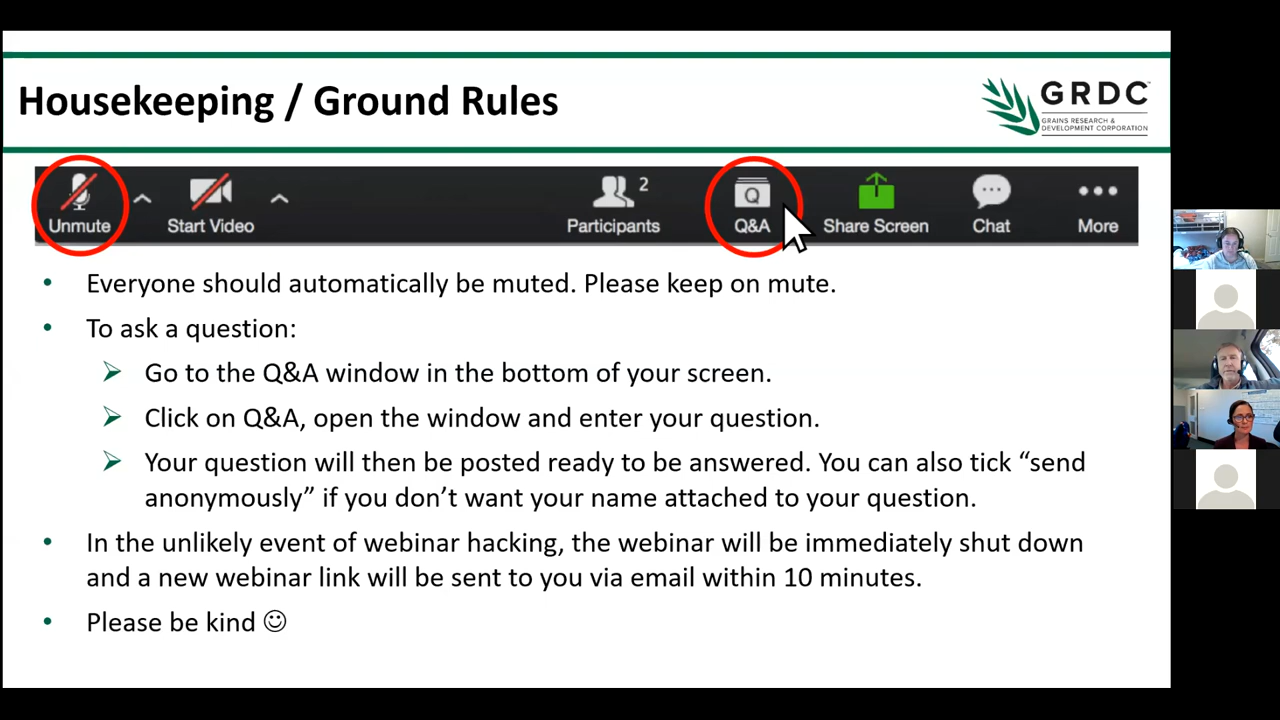 Housekeeping / Ground Rules
GRDC™
GRAINS RESEARCH &
DEVELOPMENT CORPORATION
Unmute
Start Video
2
Participants
Q
Q&A
Share Screen
Chat
More
• Everyone should automatically be muted. Please keep on mute.
• To ask a question:
➢ Go to the Q&A window in the bottom of your screen.
➢ Click on Q&A, open the window and enter your question.
➢ Your question will then be posted ready to be answered. You can also tick “send
anonymously” if you don’t want your name attached to your question.
• In the unlikely event of webinar hacking, the webinar will be immediately shut down
and a new webinar link will be sent to you via email within 10 minutes.
• Please be kind ☺